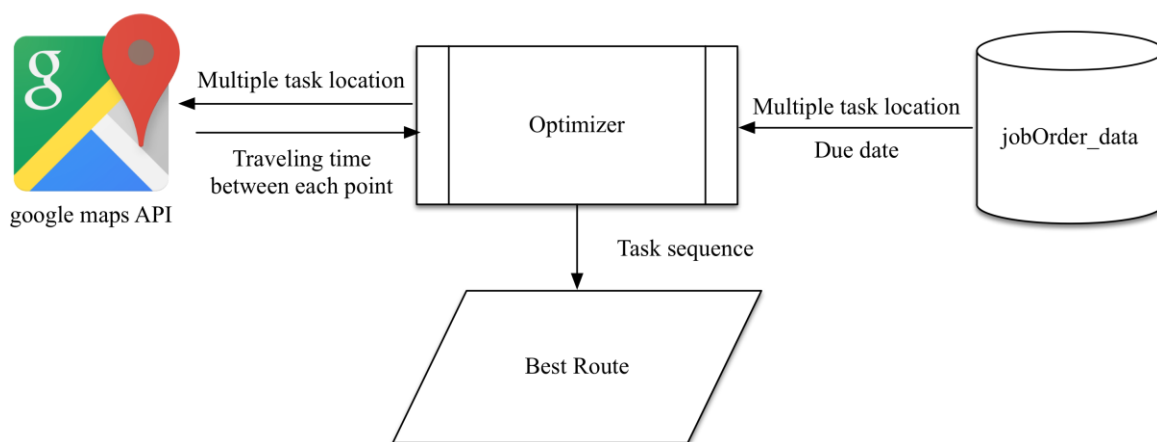 g
Multiple task location
Traveling time
between each point
google maps API
Optimizer
Multiple task location
Due date
jobOrder_data
Task sequence
Best Route